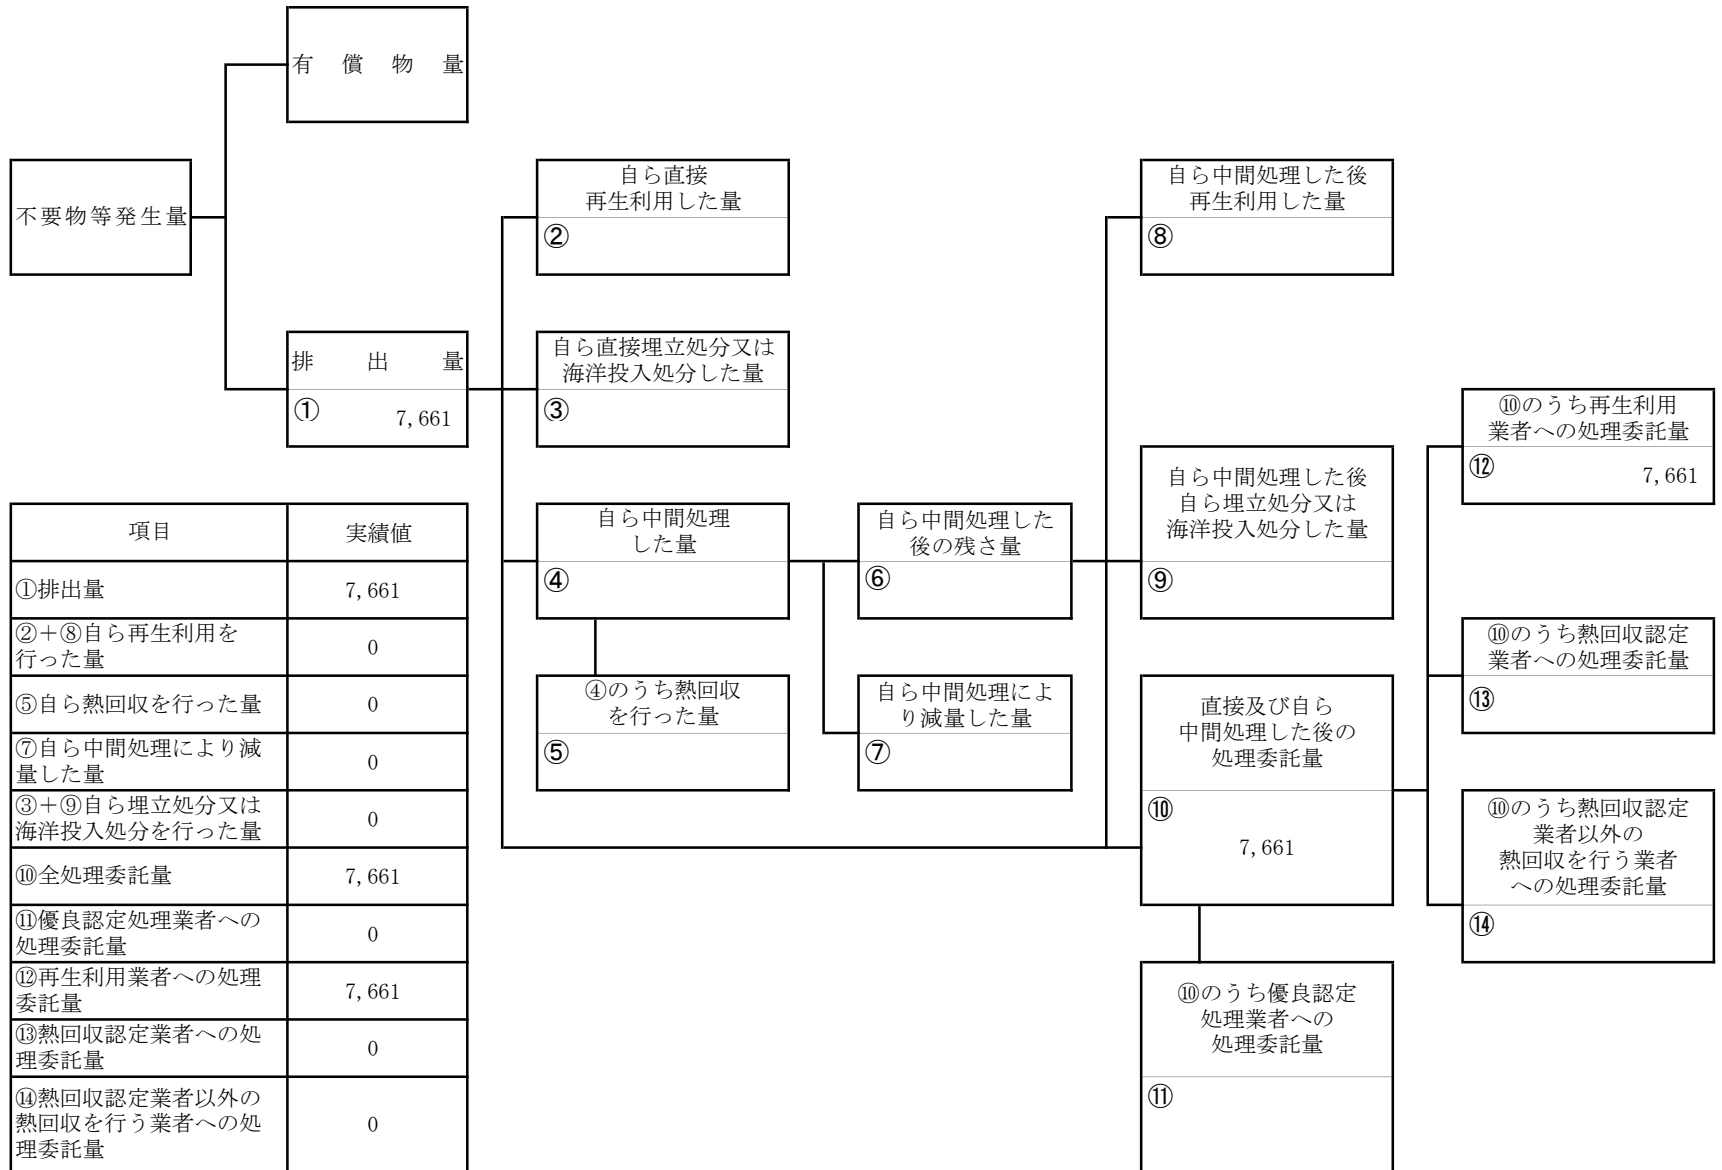 有償物量
不要物等発生量
排出量
①
7,661
自ら直接
再生利用した量
②
自ら直接埋立処分又は
海洋投入処分した量
③
自ら中間処理
した量
④
④のうち熱回収
を行った量
⑤
自ら中間処理した
後の残さ量
⑥
自ら中間処理によ
り減量した量
⑦
自ら中間処理した後
再生利用した量
⑧
自ら中間処理した後
自ら埋立処分又は
海洋投入処分した量
⑨
直接及び自ら
中間処理した後の
処理委託量
⑩
7,661
⑩のうち優良認定
処理業者への
処理委託量
⑪
⑩のうち再生利用
業者への処理委託量
⑫
7,661
⑩のうち熱回収認定
業者への処理委託量
⑬
⑩のうち熱回収認定
業者以外の
熱回収を行う業者
への処理委託量
⑭
項目 実績値
①排出量 7,661
②＋⑧自ら再生利用を
行った量 0
⑤自ら熱回収を行った量 0
⑦自ら中間処理により減
量した量 0
③＋⑨自ら埋立処分又は
海洋投入処分を行った量 0
⑩全処理委託量 7,661
⑪優良認定処理業者への
処理委託量 0
⑫再生利用業者への処理
委託量 7,661
⑬熱回収認定業者への処
理委託量 0
⑭熱回収認定業者以外の
熱回収を行う業者への処 0
理委託量